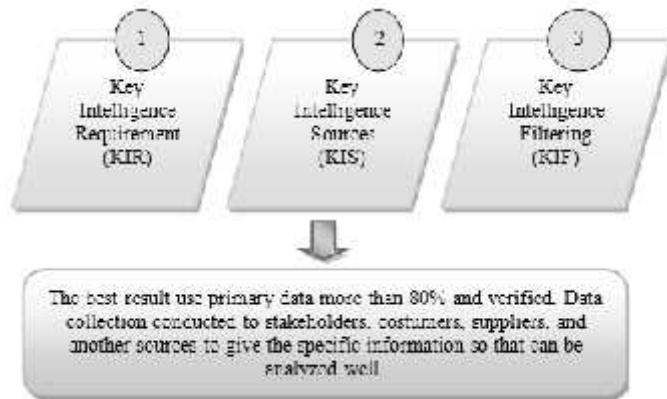 1
Key
Intelligence
Requirement
(KIR)
2
Key
Intelligence
Sources
(KIS)
3
Key
Intelligence
Filtering
(KIF)
The best result use primary data more than 80% and verified. Data
collection conducted to stakeholders, costumers, suppliers, and
another sources to give the specific information so that can be
analyzed well